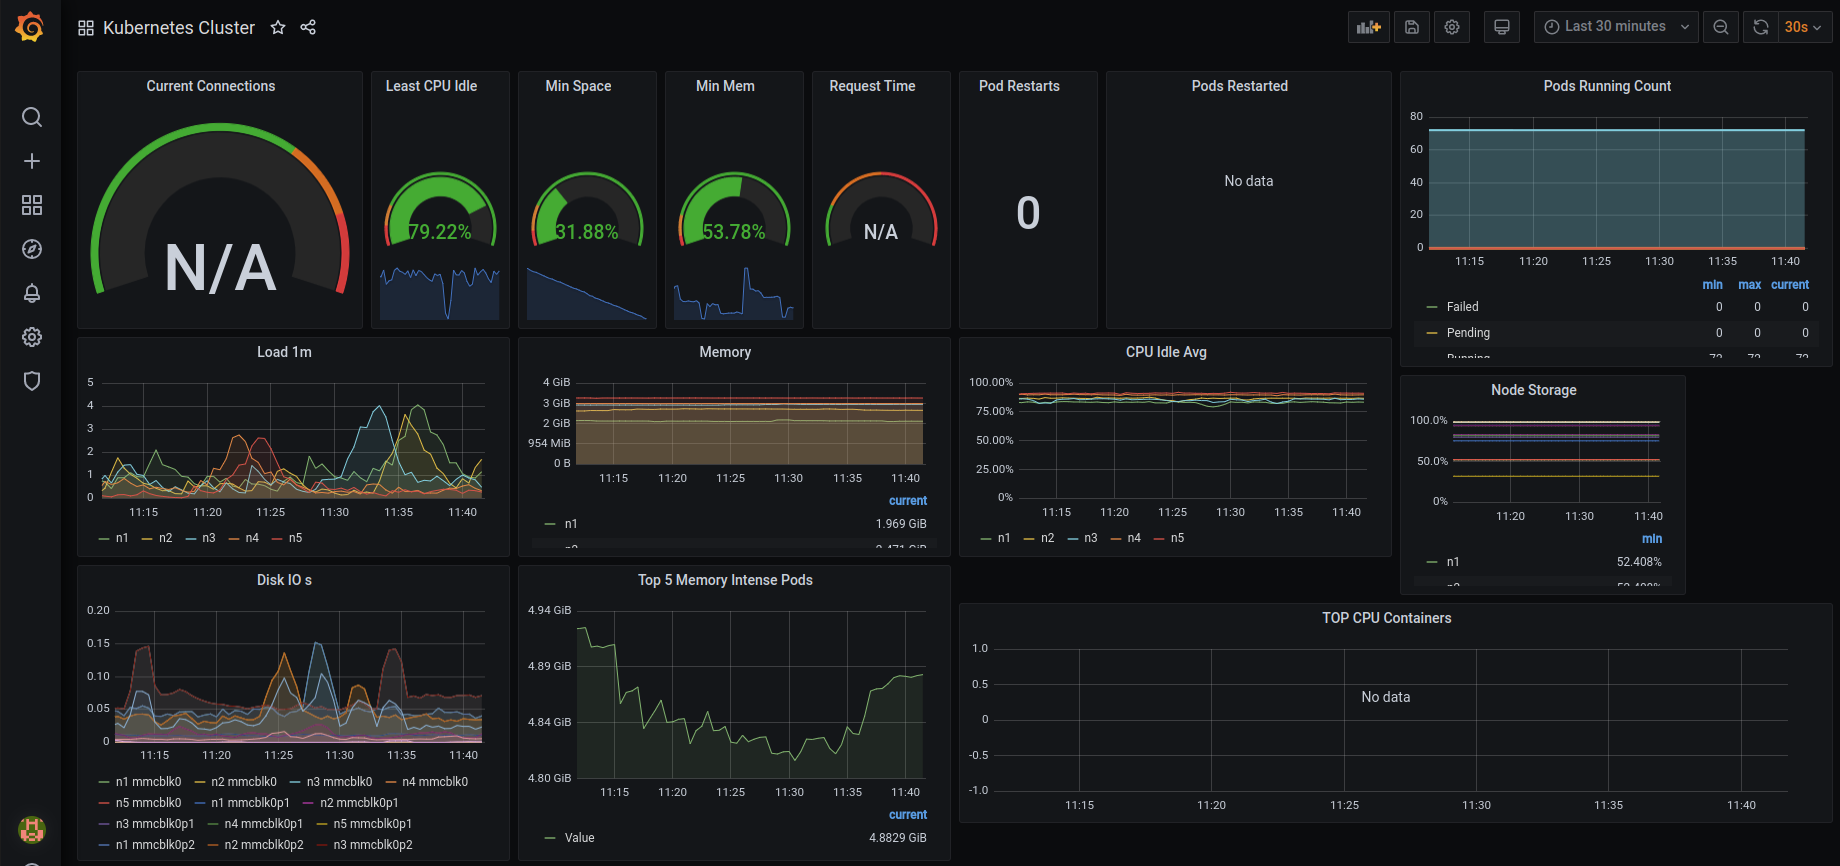 Kubernetes Cluster
Last 30 minutes
30s
Current Connections
N/A
Least CPU Idle
79.22%
Min Space
31.88%
Min Mem
53.78%
Request Time
N/A
Pod Restarts
0
Pods Restarted
No data
Pods Running Count
80
60
40
20
0
11:15 11:20 11:25 11:30 11:35 11:40
min max current
Failed 0 0 0
Pending 0 0 0
Running 72 72 72
Load 1m
5
4
3
2
1
0
11:15 11:20 11:25 11:30 11:35 11:40
n1 n2 n3 n4 n5
Memory
4 GiB
3 GiB
2 GiB
954 MiB
0 B
11:15 11:20 11:25 11:30 11:35 11:40
current
n1 1.969 GiB
CPU Idle Avg
100.00%
75.00%
50.00%
25.00%
0%
11:15 11:20 11:25 11:30 11:35 11:40
n1 n2 n3 n4 n5
Node Storage
100.0%
50.0%
0%
11:20 11:30 11:40
min
n1 52.408%
Disk IO s
0.20
0.15
0.10
0.05
0
11:15 11:20 11:25 11:30 11:35 11:40
n1 mmcblk0 n2 mmcblk0 n3 mmcblk0 n4 mmcblk0
n5 mmcblk0 n1 mmcblk0p1 n2 mmcblk0p1
n3 mmcblk0p1 n4 mmcblk0p1 n5 mmcblk0p1
n1 mmcblk0p2 n2 mmcblk0p2 n3 mmcblk0p2
Top 5 Memory Intense Pods
4.94 GiB
4.89 GiB
4.84 GiB
4.80 GiB
11:15 11:20 11:25 11:30 11:35 11:40
current
Value 4.8829 GiB
TOP CPU Containers
1.0
0.5
0
-0.5
-1.0
No data
11:15 11:20 11:25 11:30 11:35 11:40